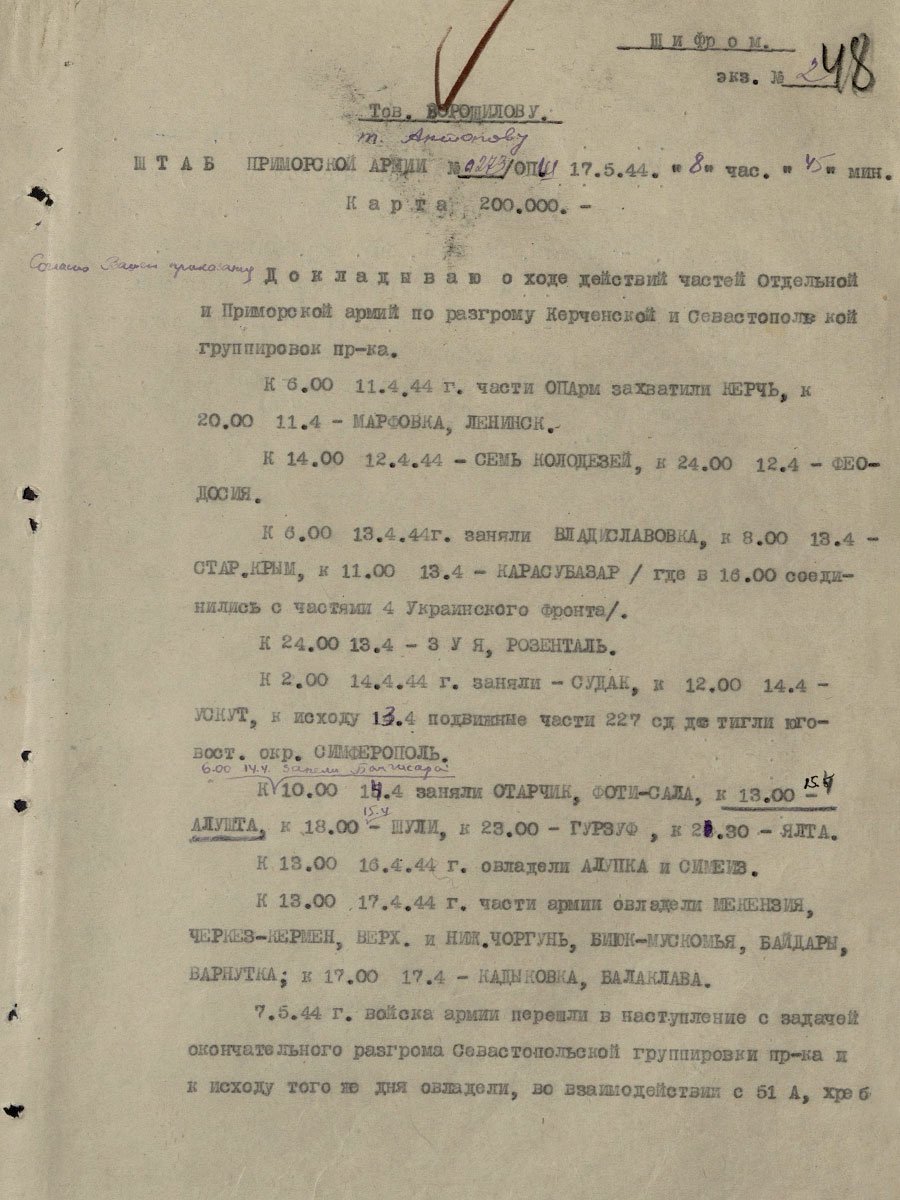 Шифром.
48
экз. № 2
Тов. ВОРОШИЛОВУ.
т. Антонову
ШТАБ ПРИМОРСКОЙ АРМИИ № 0273/ОПШ 17.5.44. "8" час. "45" мин.
Карта 200.000. -
Докладываю о ходе действий частей Отдельной
и Приморской армий по разгрому Керченской и Севастополь кой
группировок пр-ка.
К 6.00 11.4.44 г. части ОПАрм захватили КЕРЧЬ, к
20.00 11.4 - МАРФОВКА, ЛЕНИНСК.
К 14.00 12.4.44 - СЕМЬ КОЛОДЕЗЕЙ, к 24.00 12.4 - ФЕО-
ДОСИЯ.
К 6.00 13.4.44г. заняли ВЛАДИСЛАВОВКА, к 8.00 13.4 -
СТАР.КРЫМ, к 11.00 13.4 - КАРАСУБАЗАР / где в 16.00 соеди-
нились с частями 4 Украинского Фронта/.
К 24.00 13.4 - З У Я, РОЗЕНТАЛЬ.
К 2.00 14.4.44 г. заняли - СУДАК, к 12.00 14.4 -
УСКУТ, к исходу 13.4 подвижные части 227 сд достигли юго-
вост. окр. СИМФЕРОПОЛЬ.
6.00 14.4. заняли
К 10.00 14.4 заняли ОТАРЧИК, ФОТИ-САЛА, к 13.00 - 15.4
15.4
АЛУШТА, к 18.00 - ШУЛИ, к 23.00 - ГУРЗУФ , к .30 - ЯЛТА.
К 13.00 16.4.44 г. овладели АЛУПКА и СИМЕИЗ.
К 13.00 17.4.44 г. части армии овладели МЕКЕНЗИЯ,
ЧЕРКЕЗ-КЕРМЕН, ВЕРХ. и НИЖ.ЧОРГУНЬ, БИЮК-МУСКОМЬЯ, БАЙДАРЫ,
ВАРНУТКА; к 17.00 17.4 - КАДЫКОВКА, БАЛАКЛАВА.
7.5.44 г. войска армии перешли в наступление с задачей
окончательного разгрома Севастопольской группировки пр-ка и
к исходу того же дня овладели, во взаимодействии с 51 А, хреб